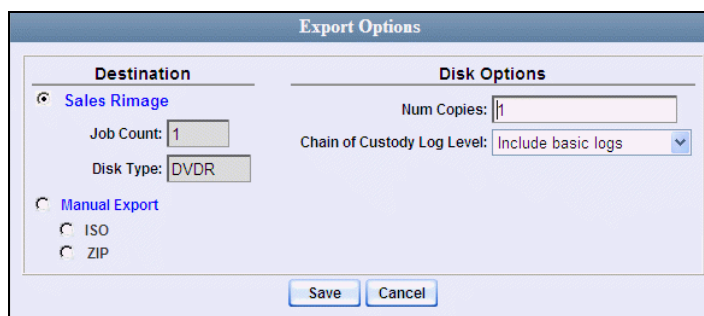 Export Options
Destination
Sales Rimage
Job Count: 1
Disk Type: DVDR
Manual Export
ISO
ZIP
Disk Options
Num Copies: 1
Chain of Custody Log Level: Include basic logs
Save
Cancel